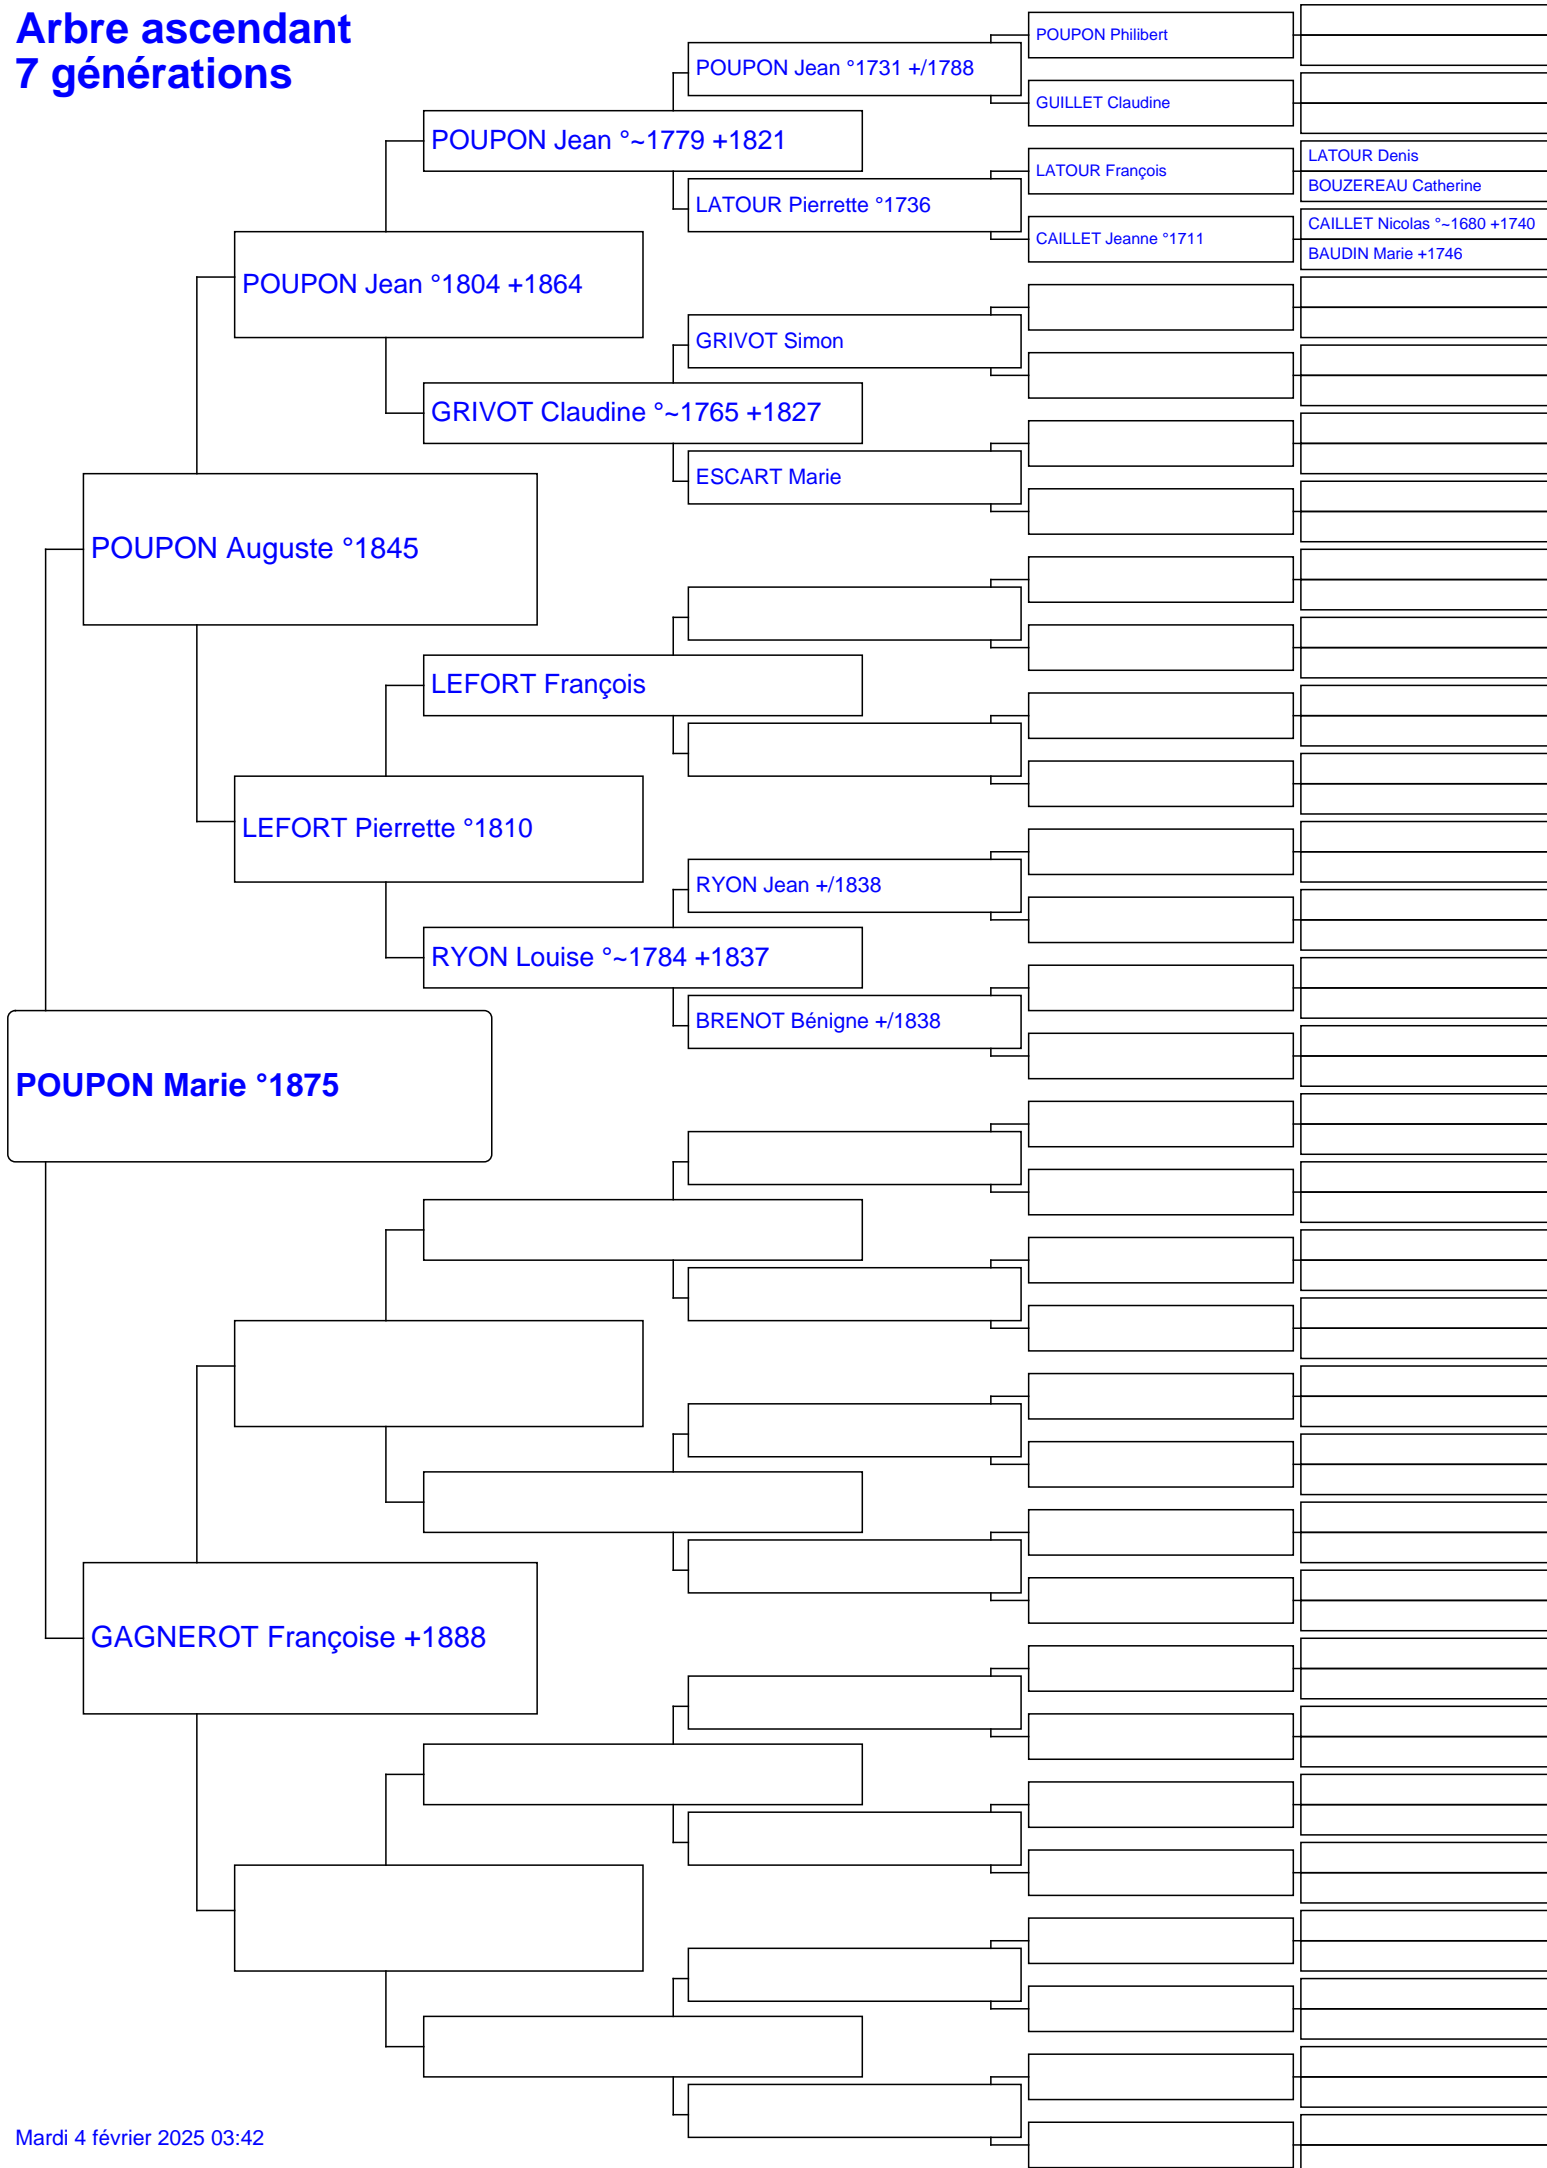 Arbre ascendant
7 générations
POUPON Philibert
POUPON Jean °1731 +/1788
GUILLET Claudine
POUPON Jean °~1779 +1821
LATOUR Denis
LATOUR François
BOUZEREAU Catherine
LATOUR Pierrette °1736
CAILLET Nicolas °~1680 +1740
CAILLET Jeanne °1711
BAUDIN Marie +1746
POUPON Jean °1804 +1864
GRIVOT Simon
GRIVOT Claudine °~1765 +1827
ESCART Marie
POUPON Auguste °1845
LEFORT François
LEFORT Pierrette °1810
RYON Jean +/1838
RYON Louise °~1784 +1837
BRENOT Bénigne +/1838
POUPON Marie °1875
GAGNEROT Françoise +1888
Mardi 4 février 2025 03:42